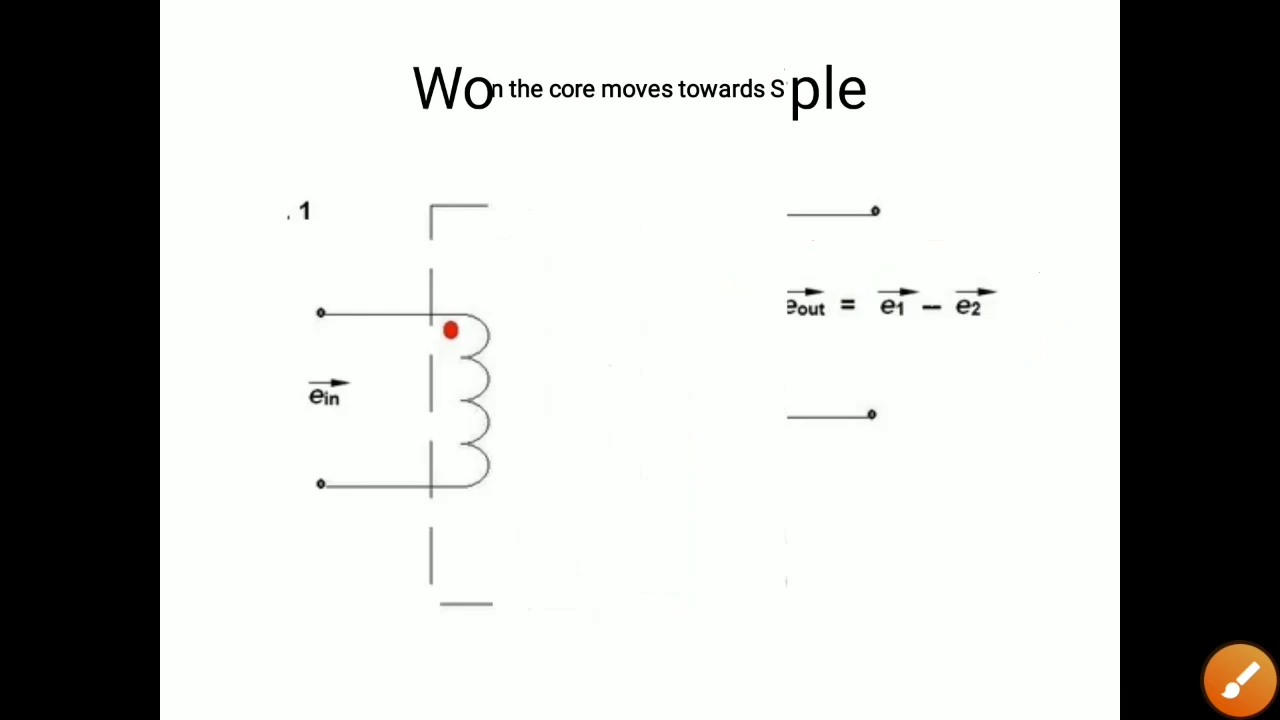 Wo n the core moves towards S ple
. 1
eout = e1 – e2
ein